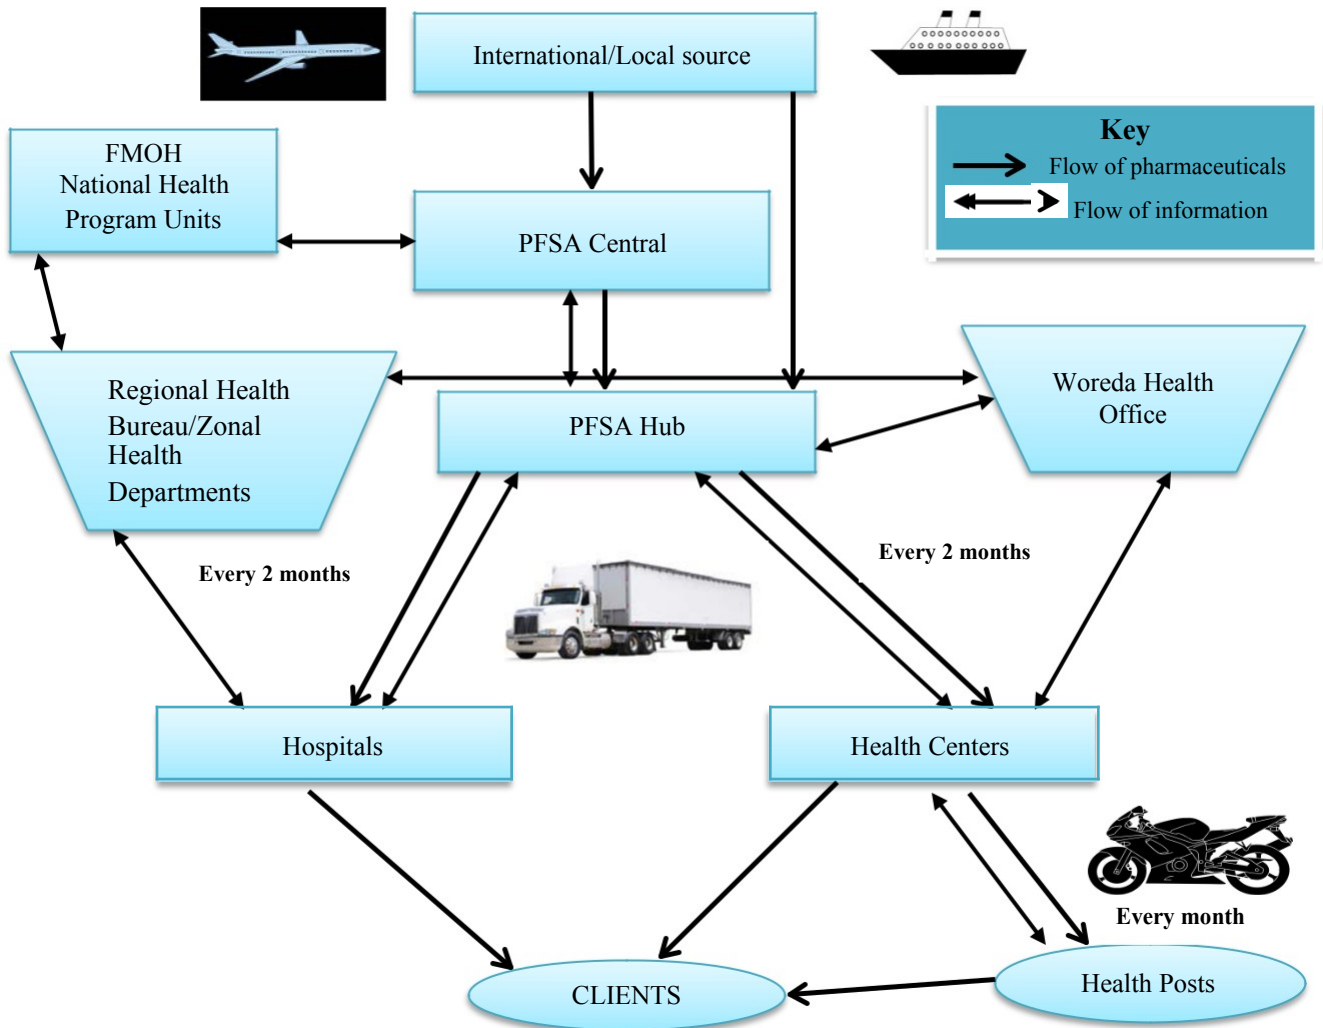 International/Local source
Key
Flow of pharmaceuticals
Flow of information
FMOH
National Health
Program Units
PFSA Central
Regional Health
Bureau/Zonal
Health
Departments
PFSA Hub
Woreda Health
Office
Every 2 months
Every 2 months
Hospitals
Health Centers
Every month
CLIENTS
Health Posts